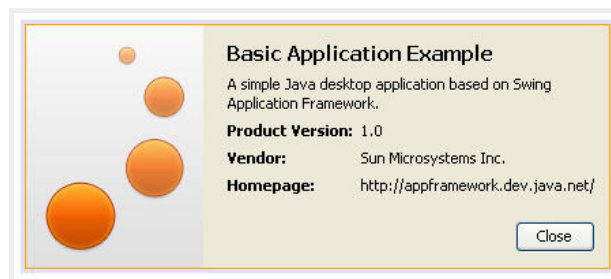 Basic Application Example
A simple Java desktop application based on Swing
Application Framework.
Product Version: 1.0
Vendor: Sun Microsystems Inc.
Homepage: http://appframework.dev.java.net/
Close